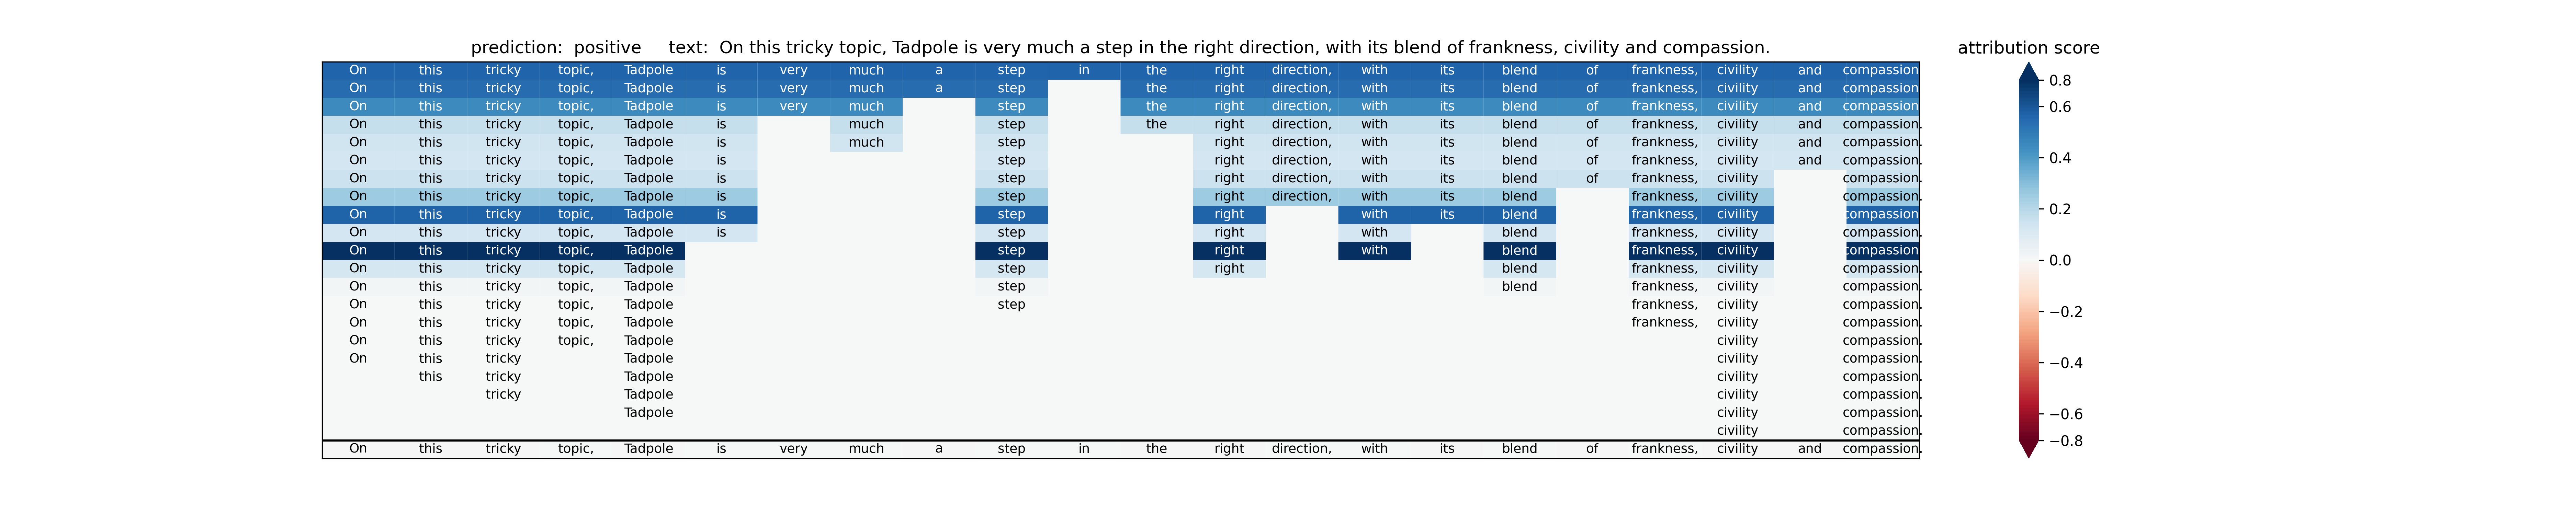 prediction:  positive     text:  On this tricky topic, Tadpole is very much a step in the right direction, with its blend of frankness, civility and compassion.
attribution score
On this tricky topic, Tadpole is very much a step in the right direction, with its blend of frankness, civility and compassion.
On this tricky topic, Tadpole is very much a step the right direction, with its blend of frankness, civility and compassion.
On this tricky topic, Tadpole is very much step the right direction, with its blend of frankness, civility and compassion.
On this tricky topic, Tadpole is much step the right direction, with its blend of frankness, civility and compassion.
On this tricky topic, Tadpole is much step right direction, with its blend of frankness, civility and compassion.
On this tricky topic, Tadpole is step right direction, with its blend of frankness, civility and compassion.
On this tricky topic, Tadpole is step right direction, with its blend of frankness, civility compassion.
On this tricky topic, Tadpole is step right direction, with its blend frankness, civility compassion.
On this tricky topic, Tadpole is step right with its blend frankness, civility compassion.
On this tricky topic, Tadpole is step right with blend frankness, civility compassion.
On this tricky topic, Tadpole step right with blend frankness, civility compassion.
On this tricky topic, Tadpole step right blend frankness, civility compassion.
On this tricky topic, Tadpole step blend frankness, civility compassion.
On this tricky topic, Tadpole step frankness, civility compassion.
On this tricky topic, Tadpole frankness, civility compassion.
On this tricky topic, Tadpole civility compassion.
On this tricky Tadpole civility compassion.
this tricky Tadpole civility compassion.
tricky Tadpole civility compassion.
Tadpole civility compassion.
civility compassion.
On this tricky topic, Tadpole is very much a step in the right direction, with its blend of frankness, civility and compassion.
0.8
0.6
0.4
0.2
0.0
−0.2
−0.4
−0.6
−0.8